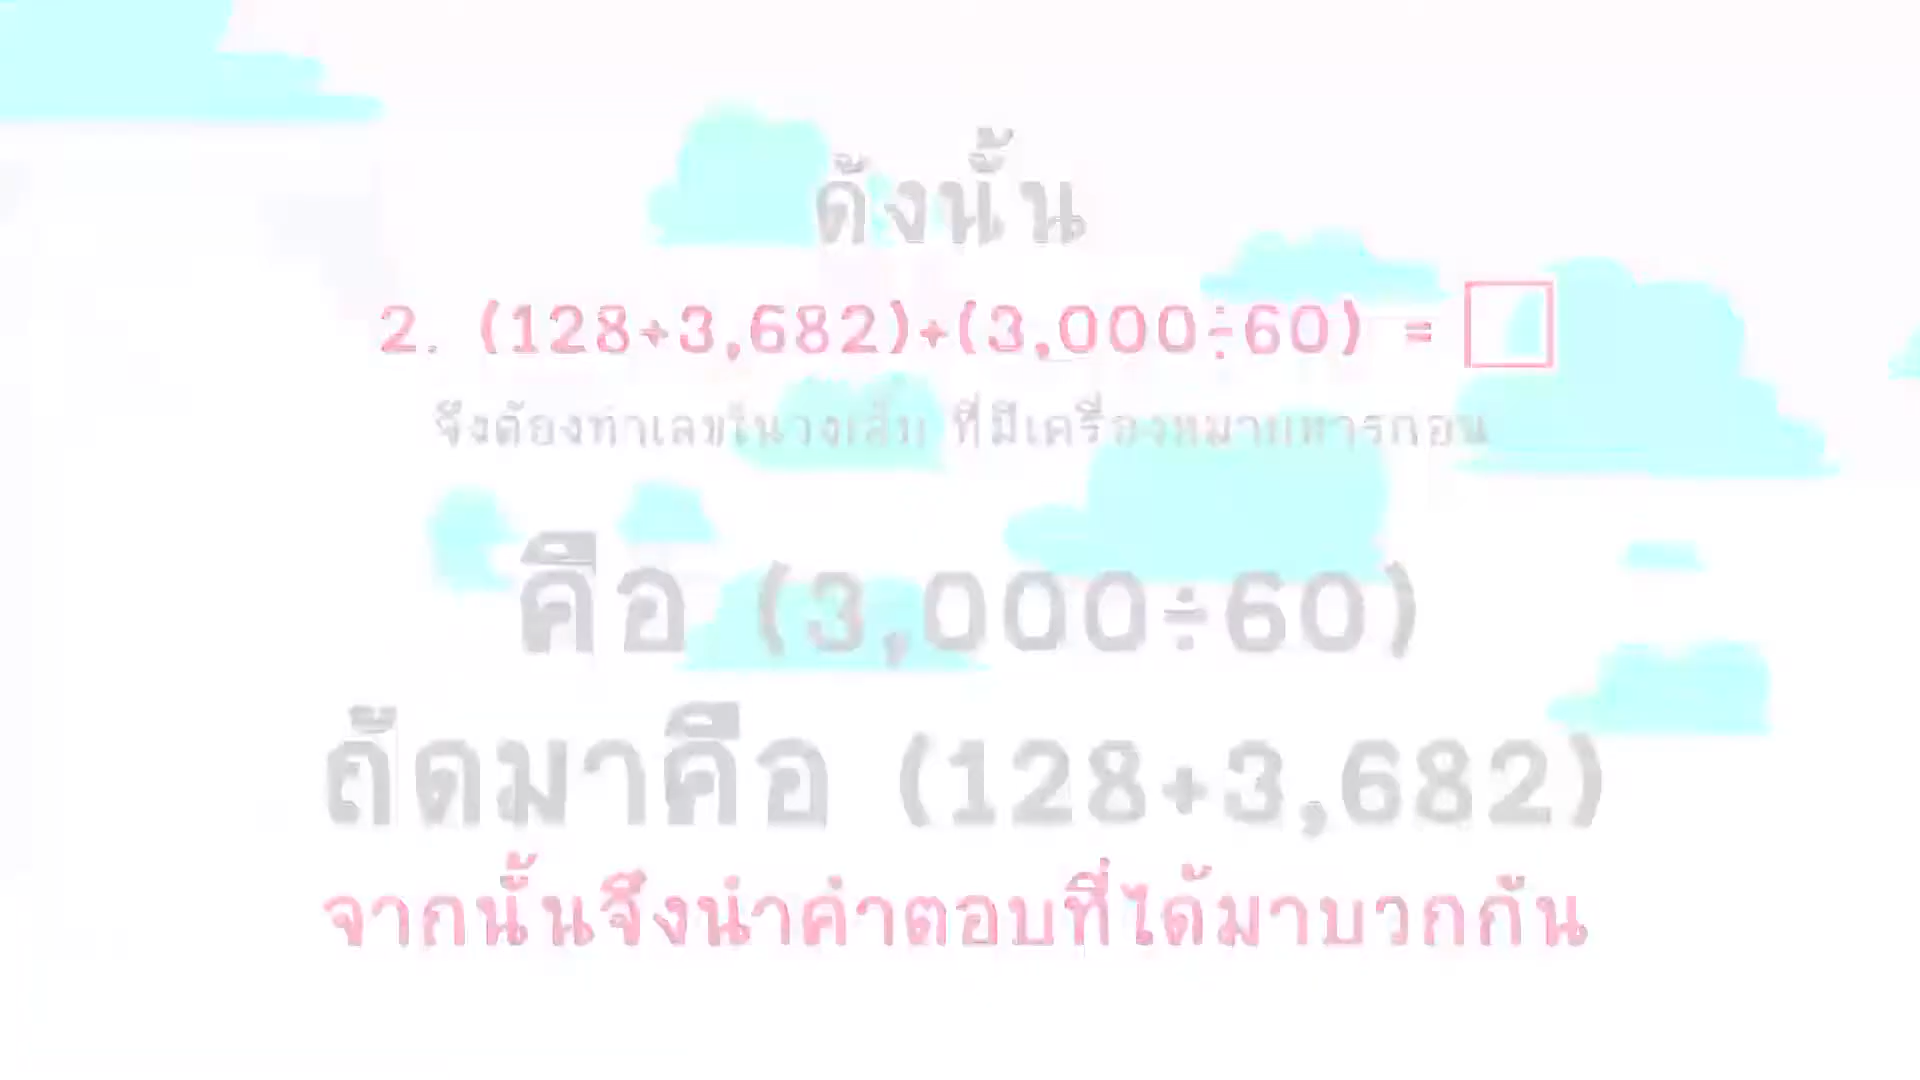 ดังนั้น
2. (128+3,682)+(3,000÷60) =
จึงต้องทำเลขในวงเล็บ ที่มีเครื่องหมายหารก่อน
คือ (3,000÷60)
ถัดมาคือ (128+3,682)
จากนั้นจึงนำคำตอบที่ได้มาบวกกัน